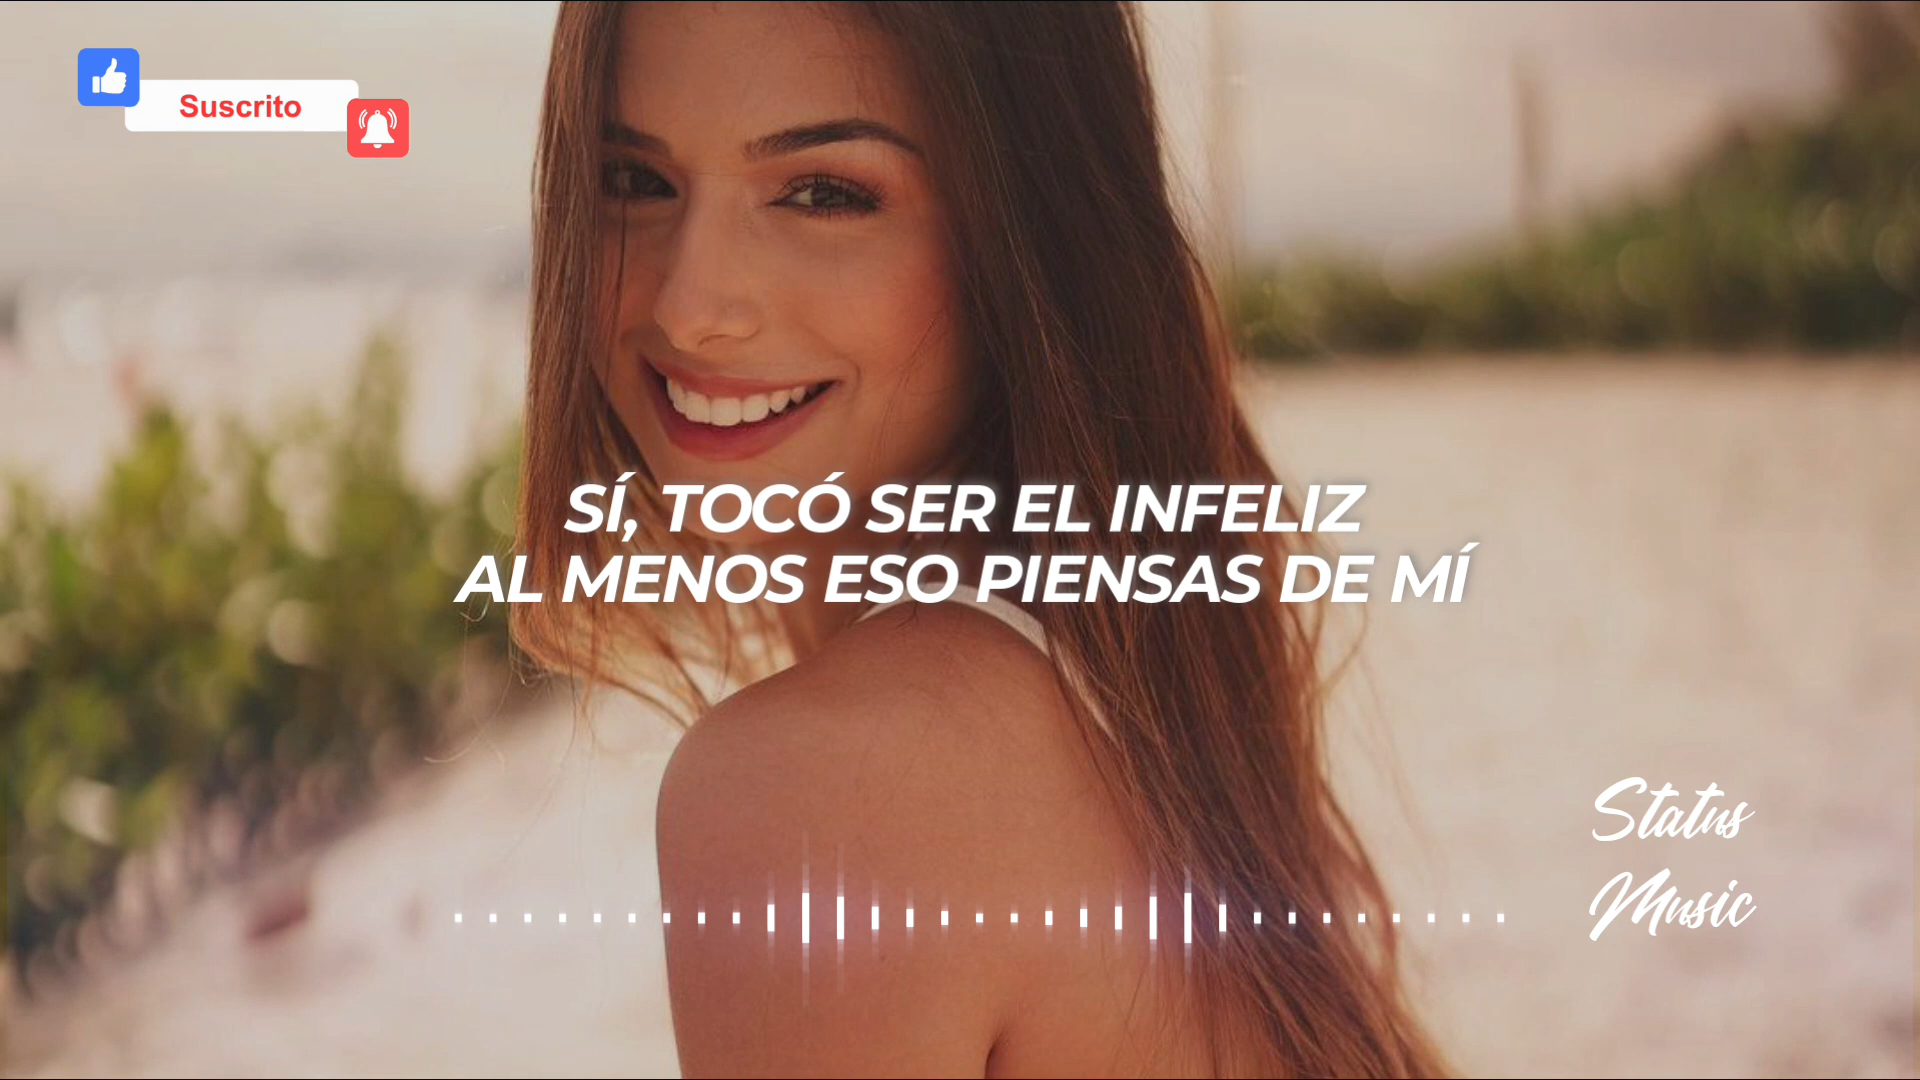 Suscrito
SÍ, TOCÓ SER EL INFELIZ
AL MENOS ESO PIENSAS DE MÍ
Status
Music